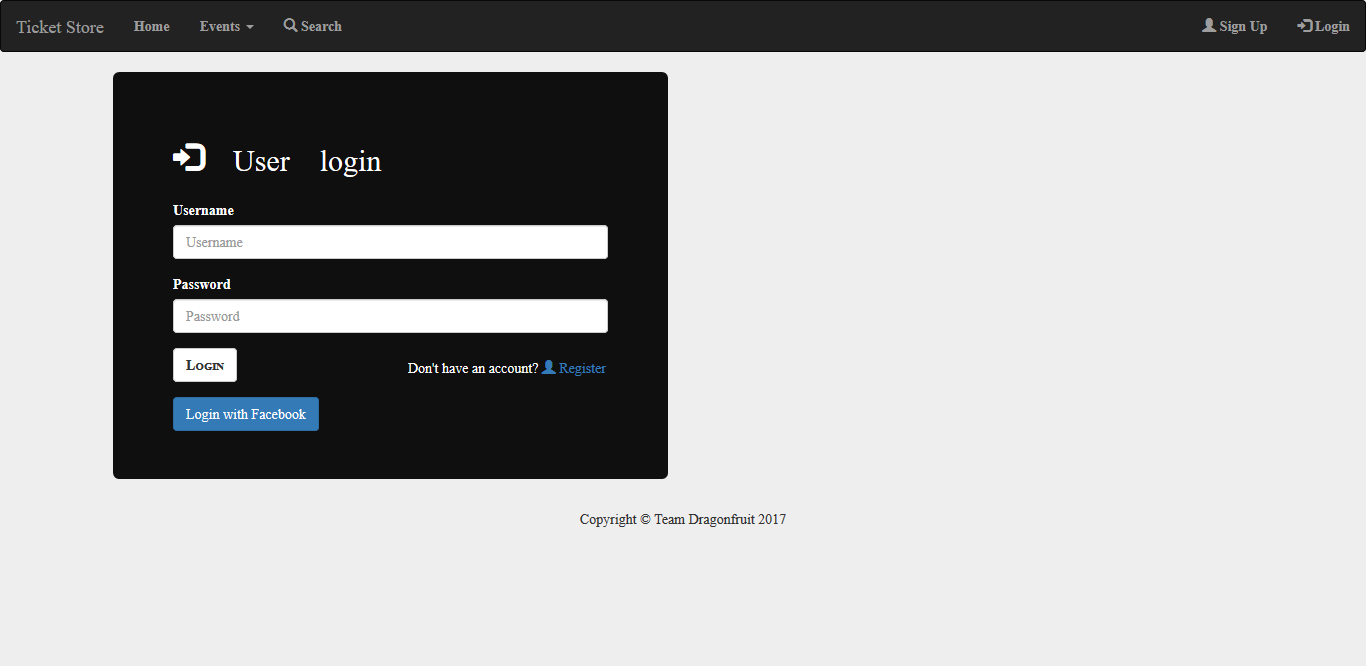 Ticket Store Home Events Search Sign Up Login
User login
Username
Username
Password
Password
Login Don't have an account? Register
Login with Facebook
Copyright © Team Dragonfruit 2017